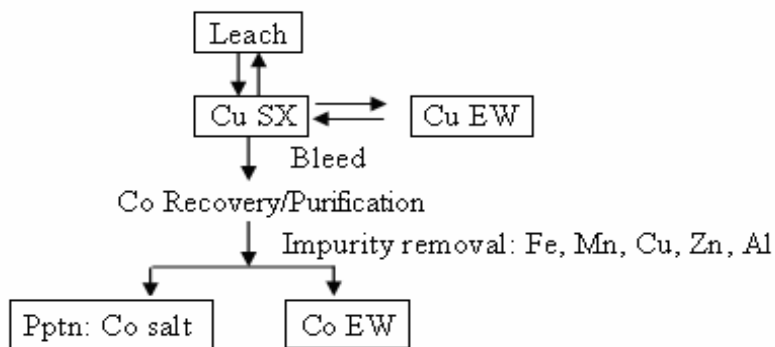 Leach
Cu SX
Cu EW
Bleed
Co Recovery/Purification
Impurity removal: Fe, Mn, Cu, Zn, Al
Pptn: Co salt
Co EW